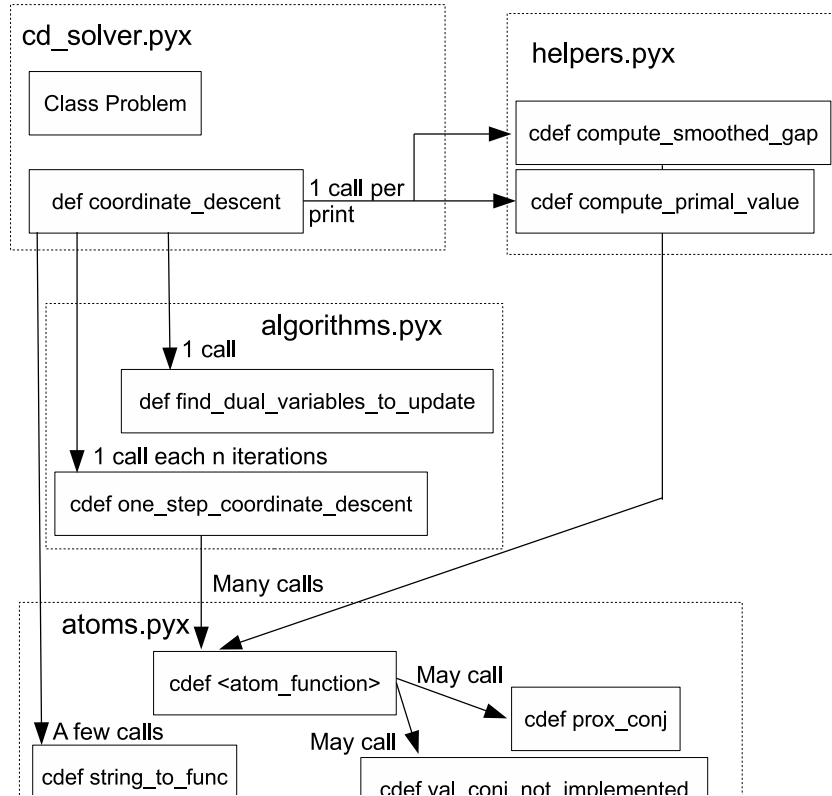 cd_solver.pyx
helpers.pyx
Class Problem
cdef compute_smoothed_gap
def coordinate_descent
1 call per
print
cdef compute_primal_value
algorithms.pyx
1 call
def find_dual_variables_to_update
1 call each n iterations
cdef one_step_coordinate_descent
Many calls
atoms.pyx
cdef <atom_function>
May call
cdef prox_conj
A few calls
May call
cdef string_to_func
cdef val_conj_not_implemented